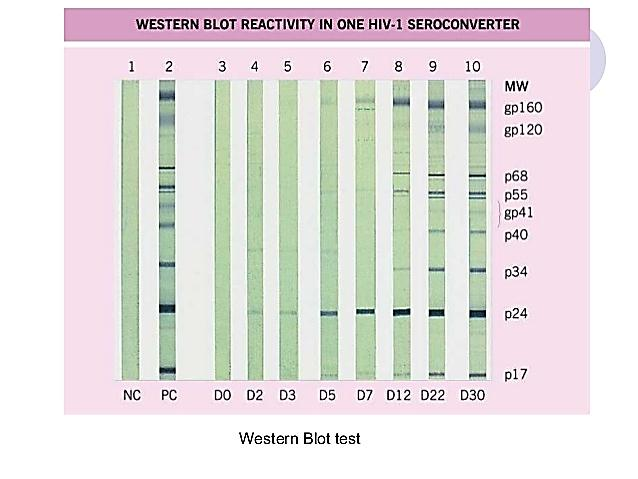 WESTERN BLOT REACTIVITY IN ONE HIV-1 SEROCONVERTER
1 2 3 4 5 6 7 8 9 10
MW
gp160
gp120
p68
p55
gp41
p40
p34
p24
p17
NC PC D0 D2 D3 D5 D7 D12 D22 D30
Western Blot test